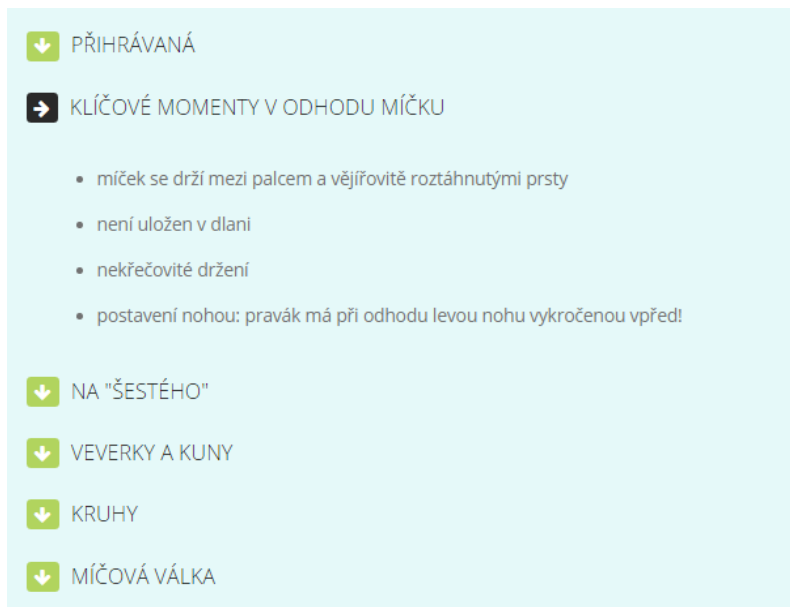 PŘIHRÁVANÁ
KLÍČOVÉ MOMENTY V ODHODU MÍČKU
• míček se drží mezi palcem a vějířovitě roztáhnutými prsty
• není uložen v dlani
• nekřečovité držení
• postavení nohou: pravák má při odhodu levou nohu vykročenou vpřed!
NA "ŠESTÉHO"
VEVERKY A KUNY
KRUHY
MÍČOVÁ VÁLKA